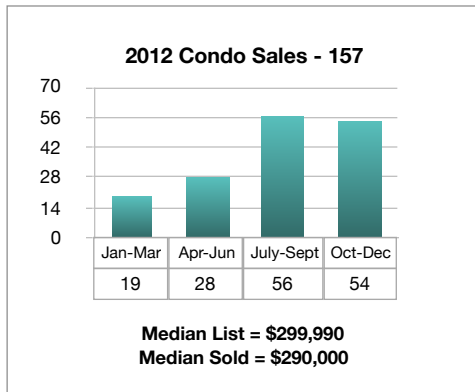 2012 Condo Sales - 157
70
56
42
28
14
0
Jan-Mar Apr-Jun July-Sept Oct-Dec
19 28 56 54
Median List = $299,990
Median Sold = $290,000